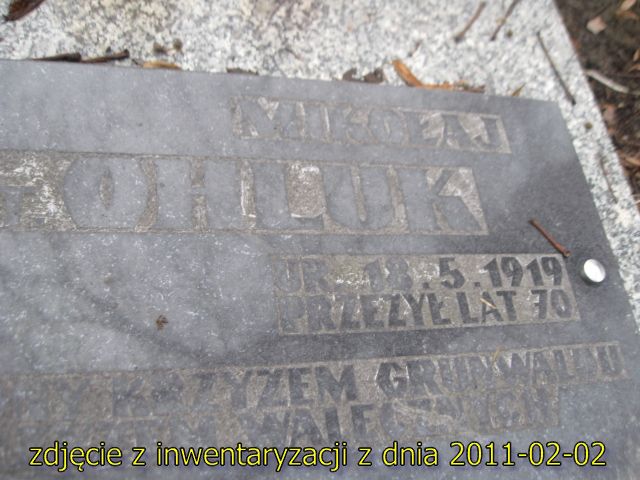 MIKOŁAJ
OHLUK
UR. 18.5.1919
PRZEŻYŁ LAT 70
KRZYŻEM GRUNWALDU
WALECZNYCH
zdjęcie z inwentaryzacji z dnia 2011-02-02